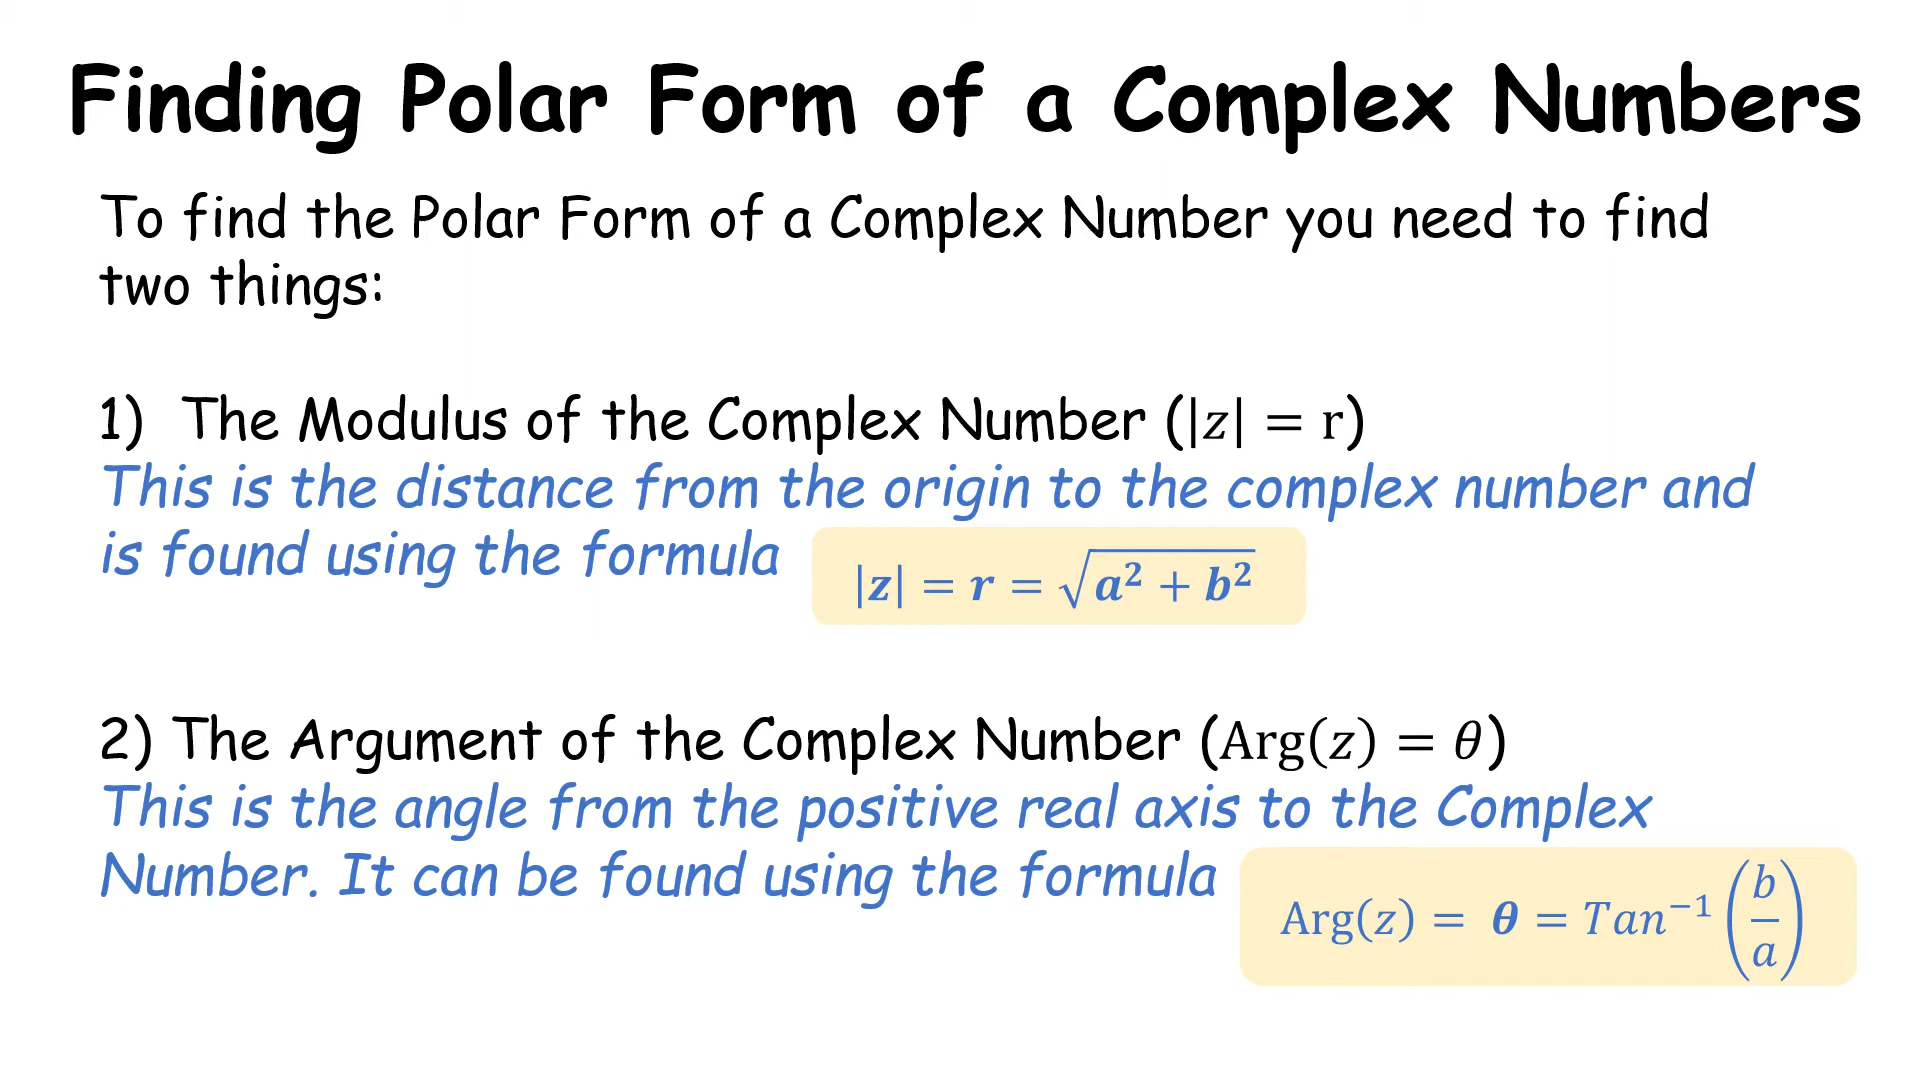 Finding Polar Form of a Complex Numbers
To find the Polar Form of a Complex Number you need to find
two things:
1) The Modulus of the Complex Number (|z| = r)
This is the distance from the origin to the complex number and
is found using the formula |z| = r = √(a² + b²)
2) The Argument of the Complex Number (Arg(z) = θ)
This is the angle from the positive real axis to the Complex
Number. It can be found using the formula Arg(z) = θ = Tan⁻¹(b/a)